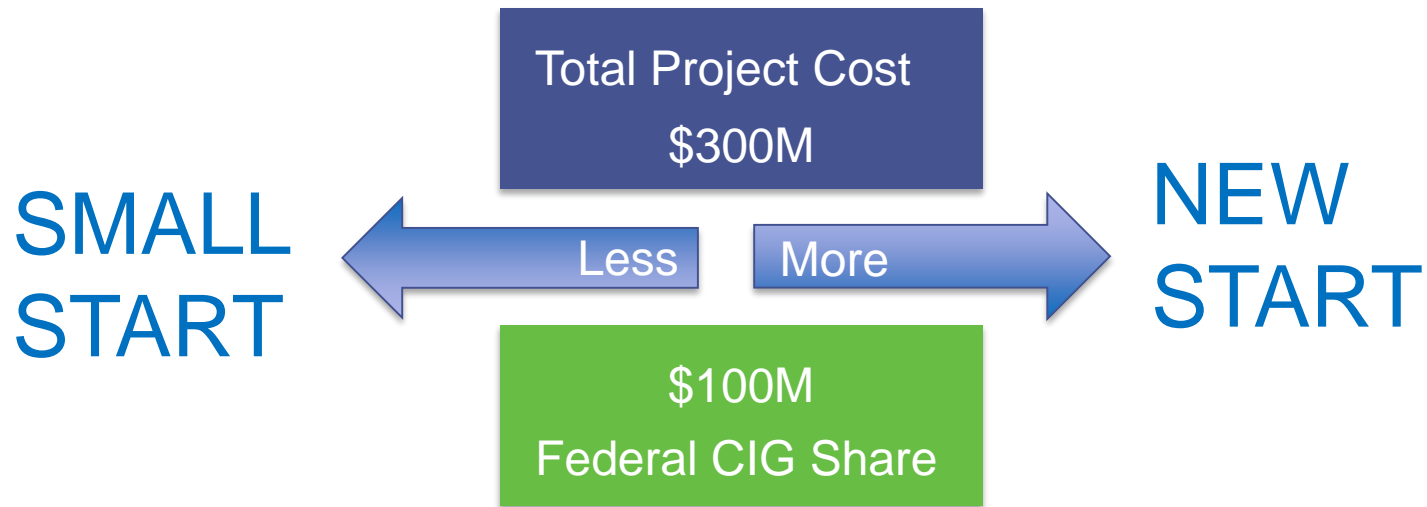 Total Project Cost
$300M
SMALL
START
Less
More
NEW
START
$100M
Federal CIG Share